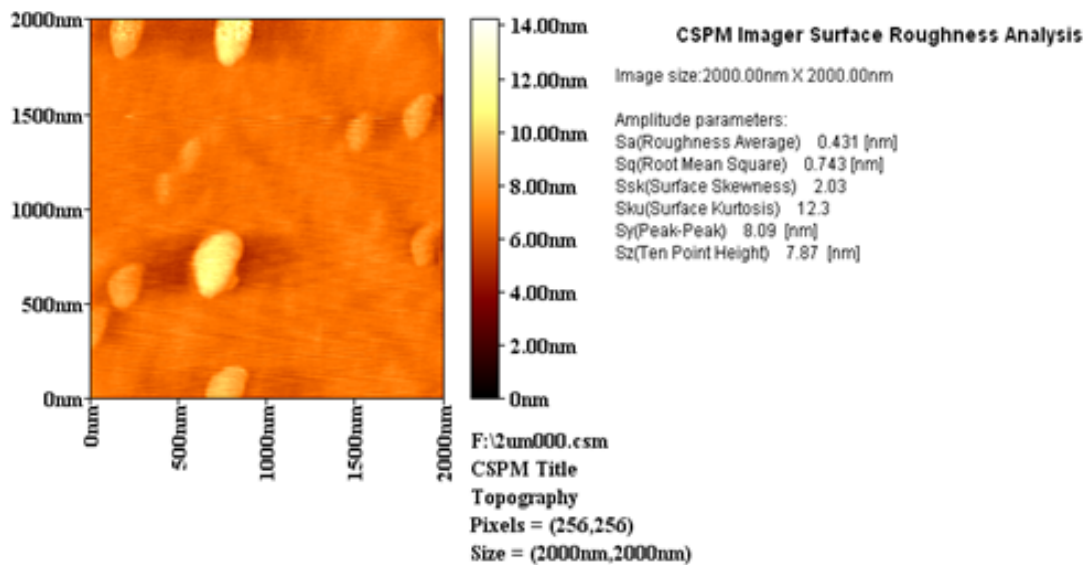 2000nm
1500nm
1000nm
500nm
0nm
0nm
500nm
1000nm
1500nm
2000nm
14.00nm
12.00nm
10.00nm
8.00nm
6.00nm
4.00nm
2.00nm
0nm
F:\2um000.csm
CSPM Title
Topography
Pixels = (256,256)
Size = (2000nm,2000nm)
CSPM Imager Surface Roughness Analysis
Image size:2000.00nm X 2000.00nm
Amplitude parameters:
Sa(Roughness Average) 0.431 [nm]
Sq(Root Mean Square) 0.743 [nm]
Ssk(Surface Skewness) 2.03
Sku(Surface Kurtosis) 12.3
Sy(Peak-Peak) 8.09 [nm]
Sz(Ten Point Height) 7.87 [nm]